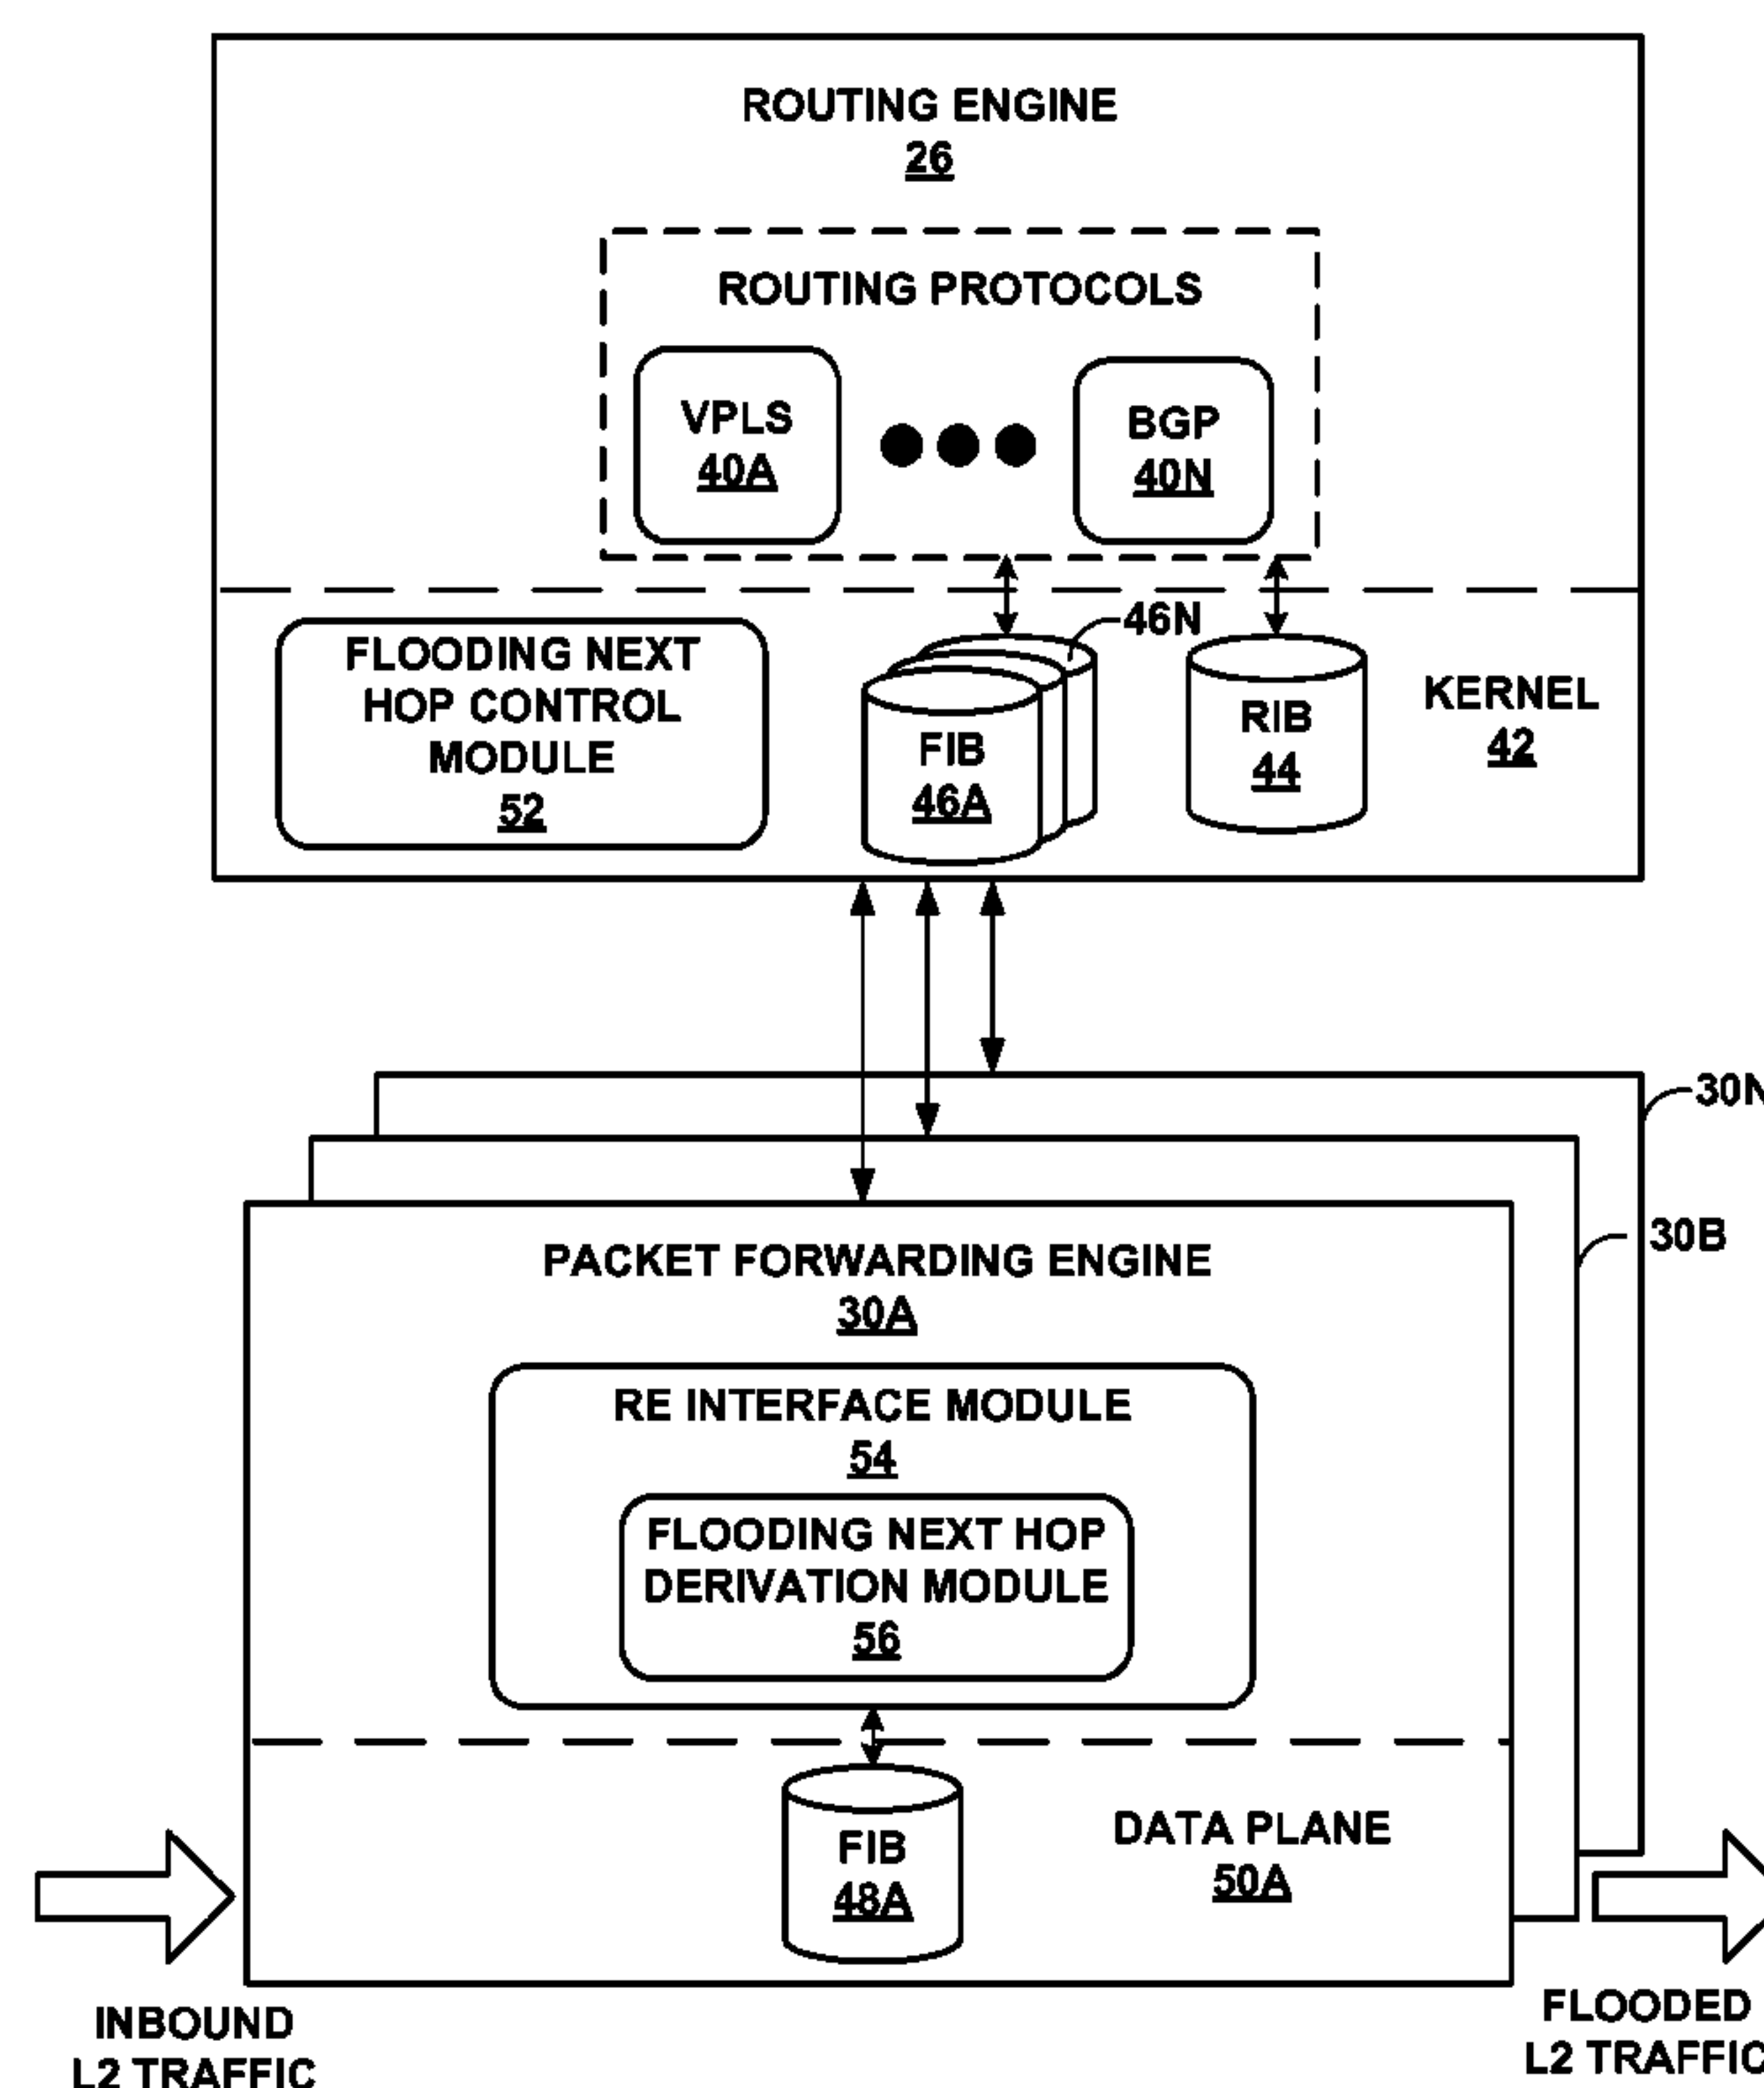 ROUTING ENGINE
26
ROUTING PROTOCOLS
VPLS
40A
BGP
40N
46N
FLOODING NEXT
HOP CONTROL
MODULE
52
FIB
46A
RIB
44
KERNEL
42
30N
30B
PACKET FORWARDING ENGINE
30A
RE INTERFACE MODULE
54
FLOODING NEXT HOP
DERIVATION MODULE
56
FIB
48A
DATA PLANE
50A
INBOUND
L2 TRAFFIC
FLOODED
L2 TRAFFIC